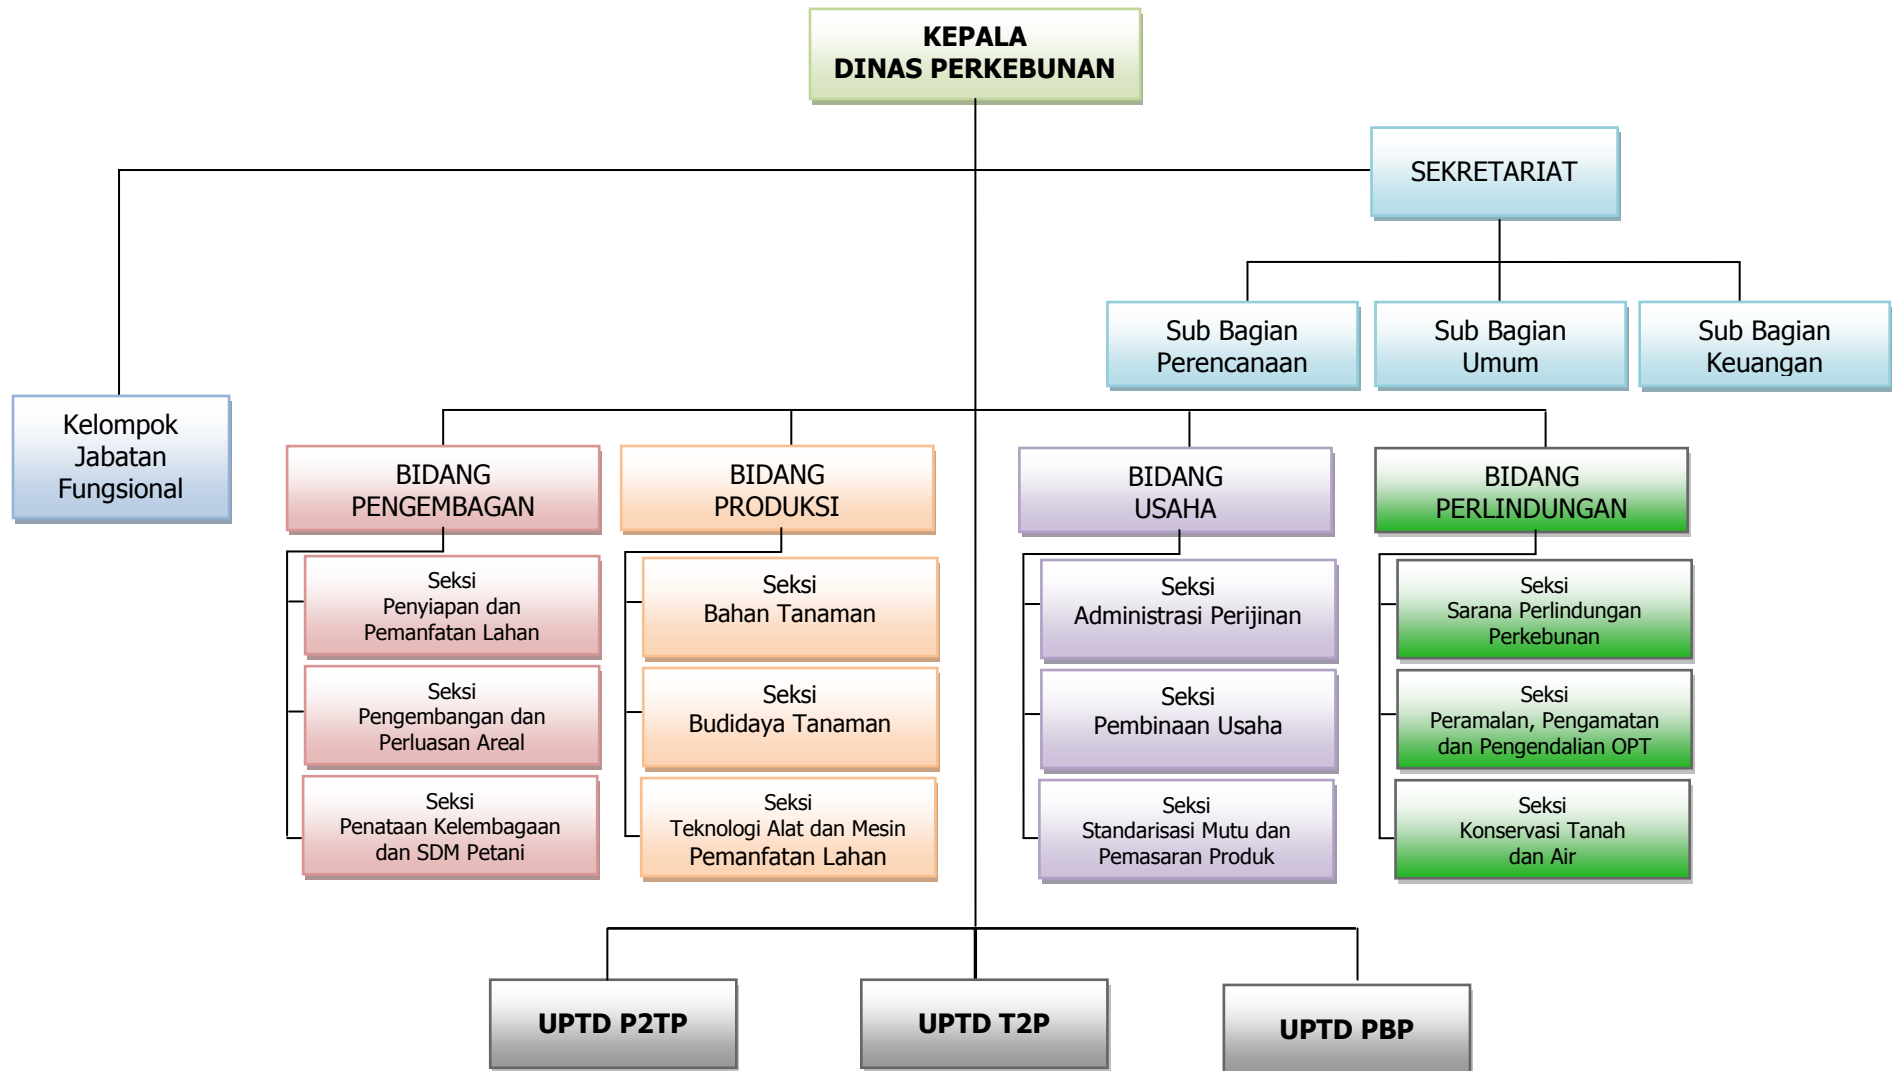 KEPALA
DINAS PERKEBUNAN
SEKRETARIAT
Sub Bagian
Perencanaan
Sub Bagian
Umum
Sub Bagian
Keuangan
Kelompok
Jabatan
Fungsional
BIDANG
PENGEMBAGAN
BIDANG
PRODUKSI
BIDANG
USAHA
BIDANG
PERLINDUNGAN
Seksi
Penyiapan dan
Pemanfatan Lahan
Seksi
Pengembangan dan
Perluasan Areal
Seksi
Penataan Kelembagaan
dan SDM Petani
Seksi
Bahan Tanaman
Seksi
Budidaya Tanaman
Seksi
Teknologi Alat dan Mesin
Pemanfatan Lahan
Seksi
Administrasi Perijinan
Seksi
Pembinaan Usaha
Seksi
Standarisasi Mutu dan
Pemasaran Produk
Seksi
Sarana Perlindungan
Perkebunan
Seksi
Peramalan, Pengamatan
dan Pengendalian OPT
Seksi
Konservasi Tanah
dan Air
UPTD P2TP
UPTD T2P
UPTD PBP